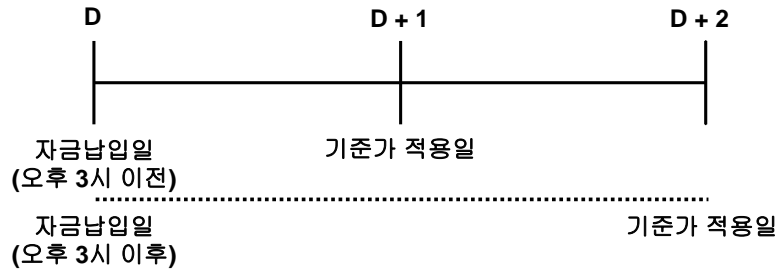 D D + 1 D + 2
자금납입일 기준가 적용일
(오후 3시 이전)
자금납입일 기준가 적용일
(오후 3시 이후)